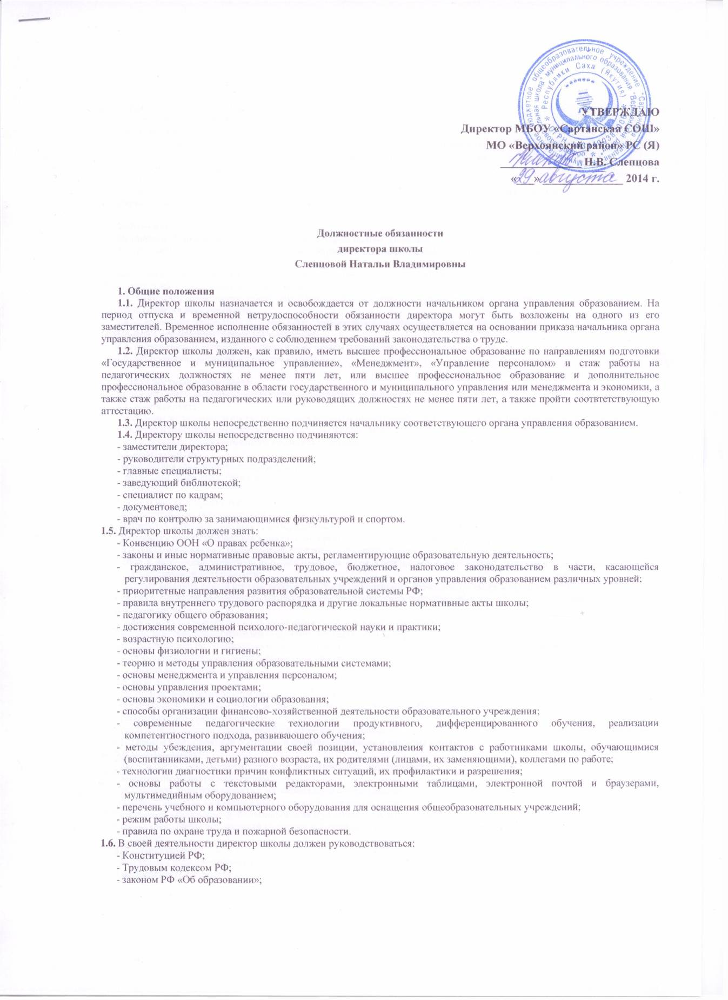 УТВЕРЖДАЮ
Директор МБОУ «Сартанская СОШ»
МО «Верхоянский район» РС (Я)
Н.В. Слепцова
«29» августа 2014 г.
Должностные обязанности
директора школы
Слепцовой Натальи Владимировны
1. Общие положения
1.1. Директор школы назначается и освобождается от должности начальником органа управления образованием. На
период отпуска и временной нетрудоспособности обязанности директора могут быть возложены на одного из его
заместителей. Временное исполнение обязанностей в этих случаях осуществляется на основании приказа начальника органа
управления образованием, изданного с соблюдением требований законодательства о труде.
1.2. Директор школы должен, как правило, иметь высшее профессиональное образование по направлениям подготовки
«Государственное и муниципальное управление», «Менеджмент», «Управление персоналом» и стаж работы на
педагогических должностях не менее пяти лет, или высшее профессиональное образование и дополнительное
профессиональное образование в области государственного и муниципального управления или менеджмента и экономики, а
также стаж работы на педагогических или руководящих должностях не менее пяти лет, а также пройти соотвтетствующую
аттестацию.
1.3. Директор школы непосредственно подчиняется начальнику соответствующего органа управления образованием.
1.4. Директору школы непосредственно подчиняются:
- заместители директора;
- руководители структурных подразделений;
- главные специалисты;
- заведующий библиотекой;
- специалист по кадрам;
- документовед;
- врач по контролю за занимающимися физкультурой и спортом.
1.5. Директор школы должен знать:
- Конвенцию ООН «О правах ребенка»;
- законы и иные нормативные правовые акты, регламентирующие образовательную деятельность;
- гражданское, административное, трудовое, бюджетное, налоговое законодательство в части, касающейся
регулирования деятельности образовательных учреждений и органов управления образованием различных уровней;
- приоритетные направления развития образовательной системы РФ;
- правила внутреннего трудового распорядка и другие локальные нормативные акты школы;
- педагогику общего образования;
- достижения современной психолого-педагогической науки и практики;
- возрастную психологию;
- основы физиологии и гигиены;
- теорию и методы управления образовательными системами;
- основы менеджмента и управления персоналом;
- основы управления проектами;
- основы экономики и социологии образования;
- способы организации финансово-хозяйственной деятельности образовательного учреждения;
- современные педагогические технологии продуктивного, дифференцированного обучения, реализации
компетентностного подхода, развивающего обучения;
- методы убеждения, аргументации своей позиции, установления контактов с работниками школы, обучающимися
(воспитанниками, детьми) разного возраста, их родителями (лицами, их заменяющими), коллегами по работе;
- технологии диагностики причин конфликтных ситуаций, их профилактики и разрешения;
- основы работы с текстовыми редакторами, электронными таблицами, электронной почтой и браузерами,
мультимедийным оборудованием;
- перечень учебного и компьютерного оборудования для оснащения общеобразовательных учреждений;
- режим работы школы;
- правила по охране труда и пожарной безопасности.
1.6. В своей деятельности директор школы должен руководствоваться:
- Конституцией РФ;
- Трудовым кодексом РФ;
- законом РФ «Об образовании»;